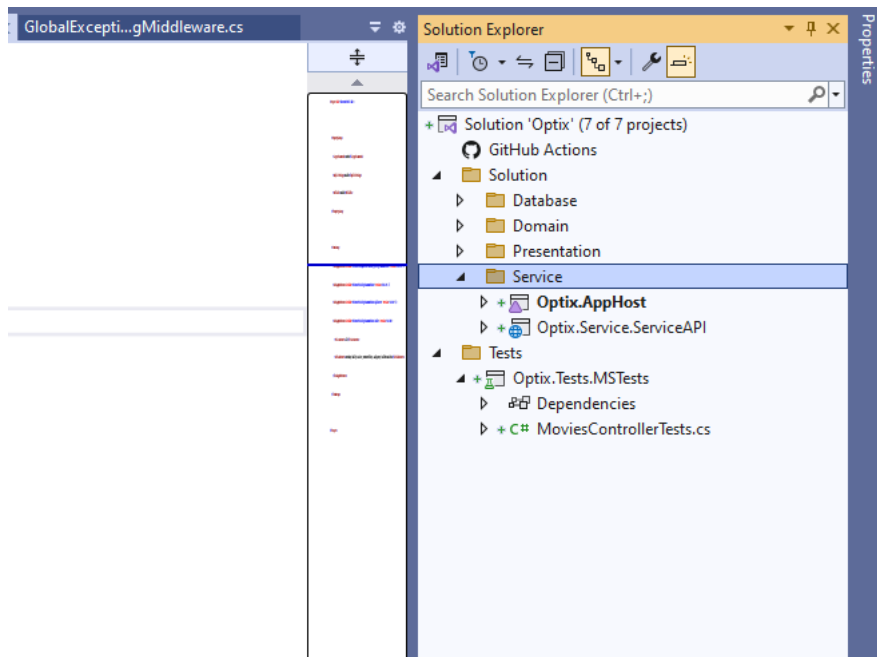 GlobalExcepti...gMiddleware.cs
Solution Explorer
Properties
Search Solution Explorer (Ctrl+;)
Solution 'Optix' (7 of 7 projects)
GitHub Actions
Solution
Database
Domain
Presentation
Service
+ Optix.AppHost
+ Optix.Service.ServiceAPI
Tests
+ Optix.Tests.MSTests
Dependencies
+ C# MoviesControllerTests.cs